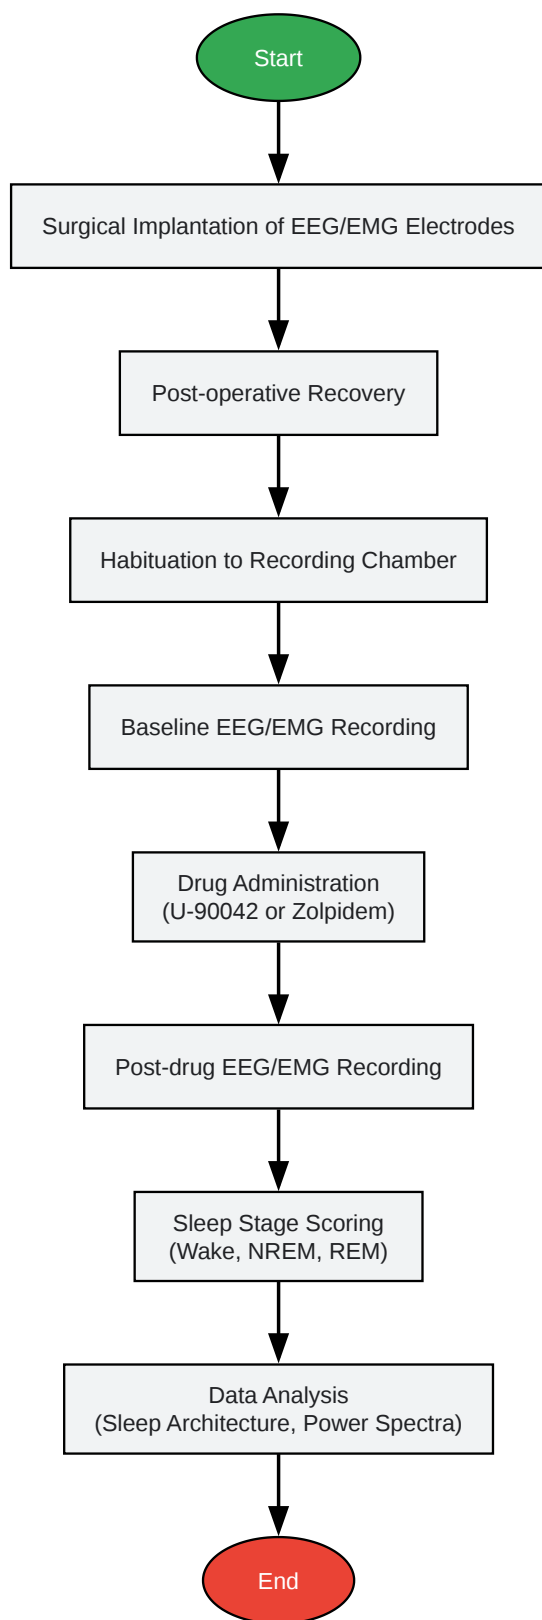 Start
Surgical Implantation of EEG/EMG Electrodes
Post-operative Recovery
Habituation to Recording Chamber
Baseline EEG/EMG Recording
Drug Administration
(U-90042 or Zolpidem)
Post-drug EEG/EMG Recording
Sleep Stage Scoring
(Wake, NREM, REM)
Data Analysis
(Sleep Architecture, Power Spectra)
End